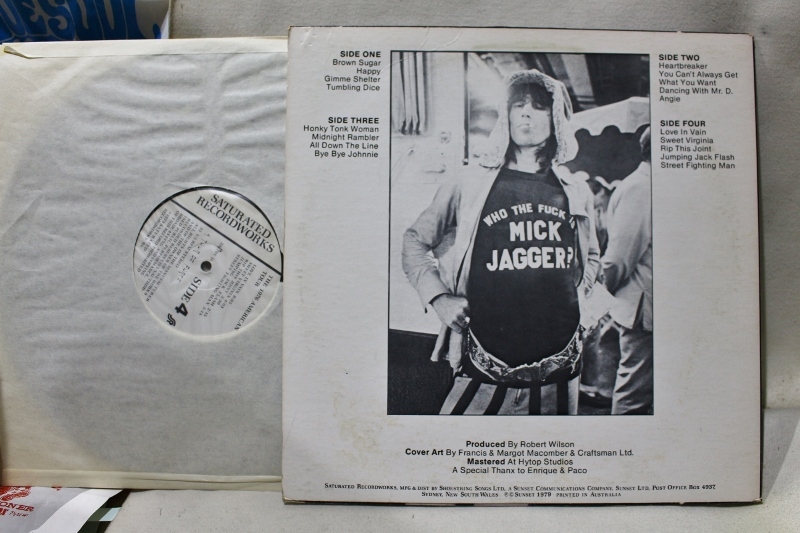 SIDE ONE
Brown Sugar
Happy
Gimme Shelter
Tumbling Dice
SIDE TWO
Heartbreaker
You Can't Always Get
What You Want
Dancing With Mr. D.
Angie
SIDE THREE
Honky Tonk Woman
Midnight Rambler
All Down The Line
Bye Bye Johnnie
SIDE FOUR
Love In Vain
Sweet Virginia
Rip This Joint
Jumping Jack Flash
Street Fighting Man
WHO THE FUCK IS
MICK
JAGGER?
Produced By Robert Wilson
Cover Art By Francis & Margot Macomber & Craftsman Ltd.
Mastered At Hytop Studios
A Special Thanx to Enrique & Paco
SATURATED RECORDWORKS, MFG & DIST BY SHOESTRING SONGS LTD, A SUNSET COMMUNICATIONS COMPANY, SUNSET LTD, POST OFFICE BOX 4937,
SYDNEY, NEW SOUTH WALES ℗ © SUNSET 1979 PRINTED IN AUSTRALIA
SATURATED
RECORDWORKS
SIDE 4
THE 1978 AMERICAN
TOUR